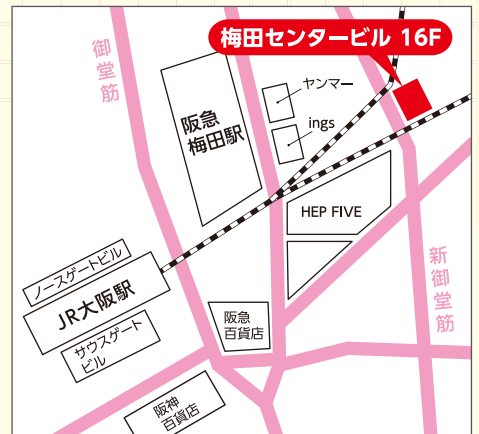 梅田センタービル 16F
御堂筋
ヤンマー
阪急
梅田駅
ings
HEP FIVE
ノースゲートビル
JR大阪駅
サウスゲート
ビル
阪急
百貨店
新御堂筋
阪神
百貨店